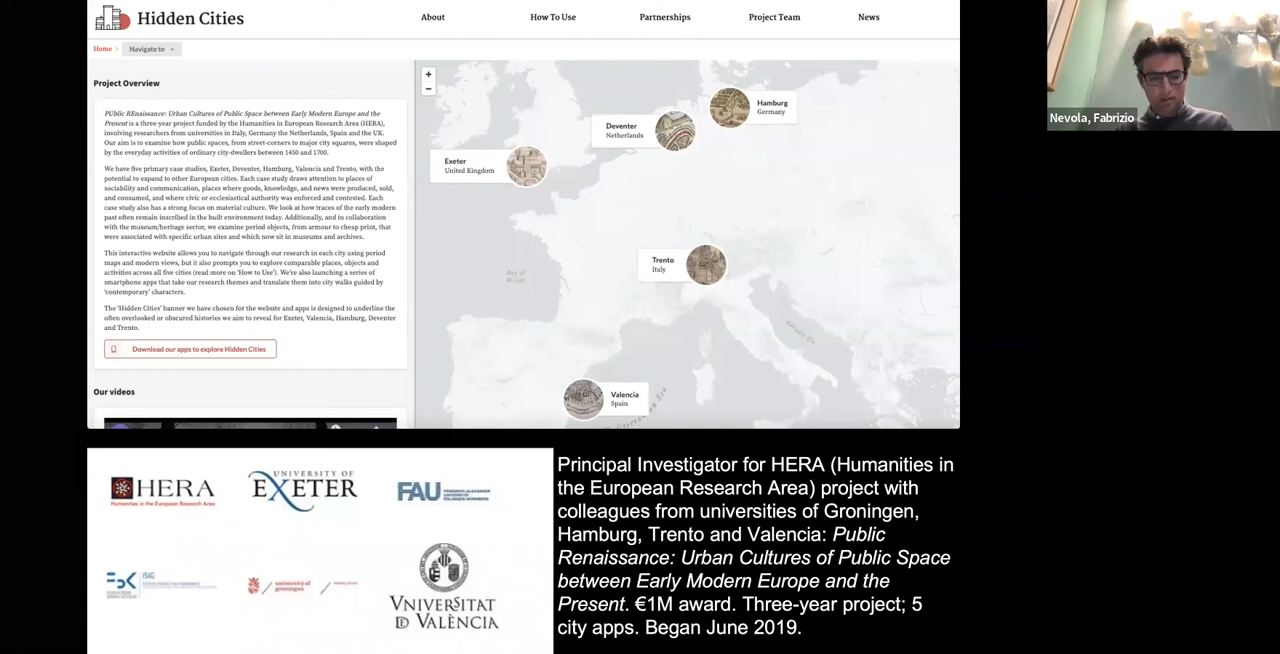 Hidden Cities
About
How To Use
Partnerships
Project Team
News
Home
Navigate to
Project Overview
PUblic REnaissance: Urban Cultures of Public Space between Early Modern Europe and the
Present is a three-year project funded by the Humanities in European Research Area (HERA),
involving researchers from universities in Italy, Germany the Netherlands, Spain and the UK.
Our aim is to examine how public spaces, from street-corners to major city squares, were shaped
by the everyday activities of ordinary city-dwellers between 1450 and 1700.
We have five primary case studies, Exeter, Deventer, Hamburg, Valencia and Trento, with the
potential to expand to other European cities. Each case study draws attention to places of
sociability and communication, places where goods, knowledge, and news were produced, sold,
and consumed, and where civic or ecclesiastical authority was enforced and contested. Each
case study also has a strong focus on material culture. We look at how traces of the early modern
past often remain inscribed in the built environment today. Additionally, and in collaboration
with the museum/heritage sector, we examine period objects, from armour to cheap print, that
were associated with specific urban sites and which now sit in museums and archives.
This interactive website allows you to navigate through our research in each city using period
maps and modern views, but it also prompts you to explore comparable places, objects and
activities across all five cities (read more on 'How to Use'). We're also launching a series of
smartphone apps that take our research themes and translate them into city walks guided by
'contemporary' characters.
The 'Hidden Cities' banner we have chosen for the website and apps is designed to underline the
often overlooked or obscured histories we aim to reveal for Exeter, Valencia, Hamburg, Deventer
and Trento.
Download our apps to explore Hidden Cities
Our videos
+
−
Hamburg
Germany
Deventer
Netherlands
Exeter
United Kingdom
Trento
Italy
Bay of
Valencia
Spain
Nevola, Fabrizio
HERA
Humanities in the European Research Area
UNIVERSITY OF
EXETER
FAU
FRIEDRICH-ALEXANDER
UNIVERSITÄT
ERLANGEN-NÜRNBERG
FBK
ISIG
FONDAZIONE
BRUNO KESSLER
university of
groningen
VNIVERSITAT
D VALÈNCIA
Principal Investigator for HERA (Humanities in
the European Research Area) project with
colleagues from universities of Groningen,
Hamburg, Trento and Valencia: Public
Renaissance: Urban Cultures of Public Space
between Early Modern Europe and the
Present. €1M award. Three-year project; 5
city apps. Began June 2019.